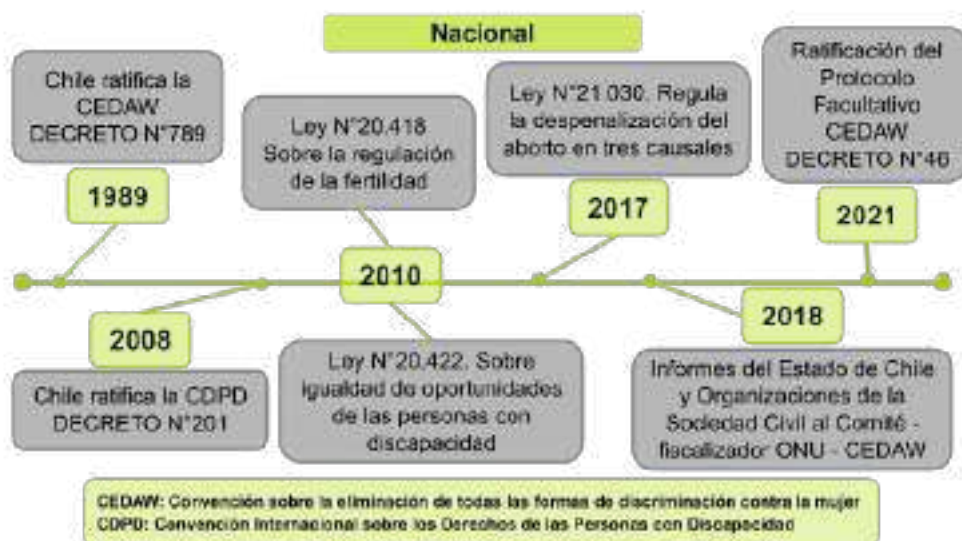 Nacional
Chile ratifica la
CEDAW
DECRETO N°789
1989
Chile ratifica la CDPD
DECRETO N°201
2008
Ley N°20.418
Sobre la regulación
de la fertilidad
2010
Ley N°20.422. Sobre
igualdad de oportunidades
de las personas con
discapacidad
Ley N°21.030. Regula
la despenalización del
aborto en tres causales
2017
2018
Informes del Estado de Chile
y Organizaciones de la
Sociedad Civil al Comité -
fiscalizador ONU - CEDAW
Ratificación del
Protocolo
Facultativo
CEDAW
DECRETO N°46
2021
CEDAW: Convención sobre la eliminación de todas las formas de discriminación contra la mujer
CDPD: Convención Internacional sobre los Derechos de las Personas con Discapacidad